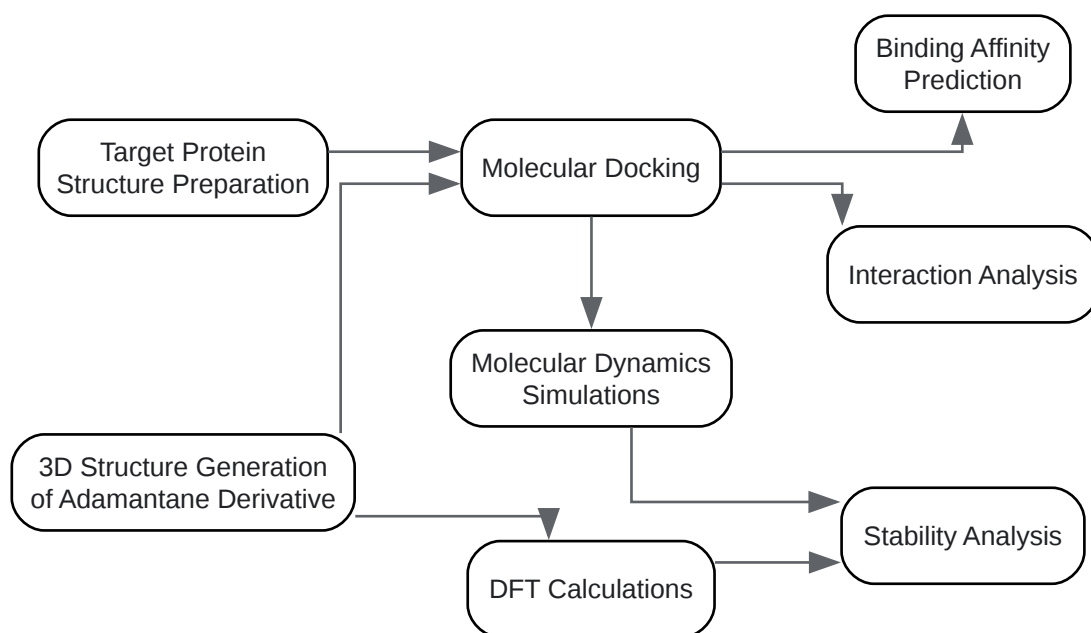 Binding Affinity
Prediction
Target Protein
Structure Preparation
Molecular Docking
Interaction Analysis
Molecular Dynamics
Simulations
3D Structure Generation
of Adamantane Derivative
Stability Analysis
DFT Calculations